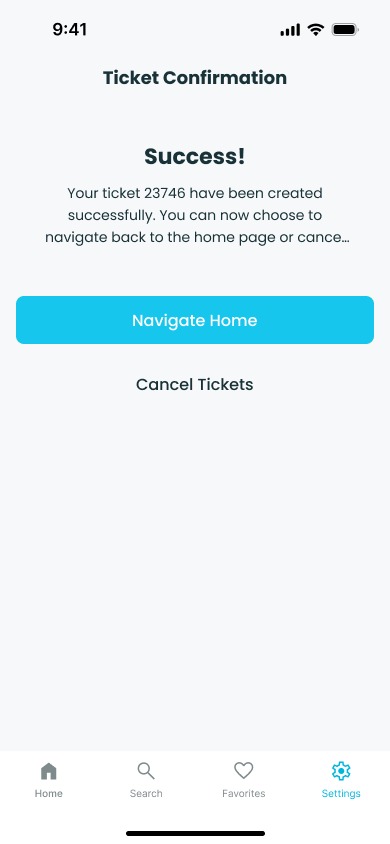 9:41
Ticket Confirmation
Success!
Your ticket 23746 have been created
successfully. You can now choose to
navigate back to the home page or cance...
Navigate Home
Cancel Tickets
Home
Search
Favorites
Settings